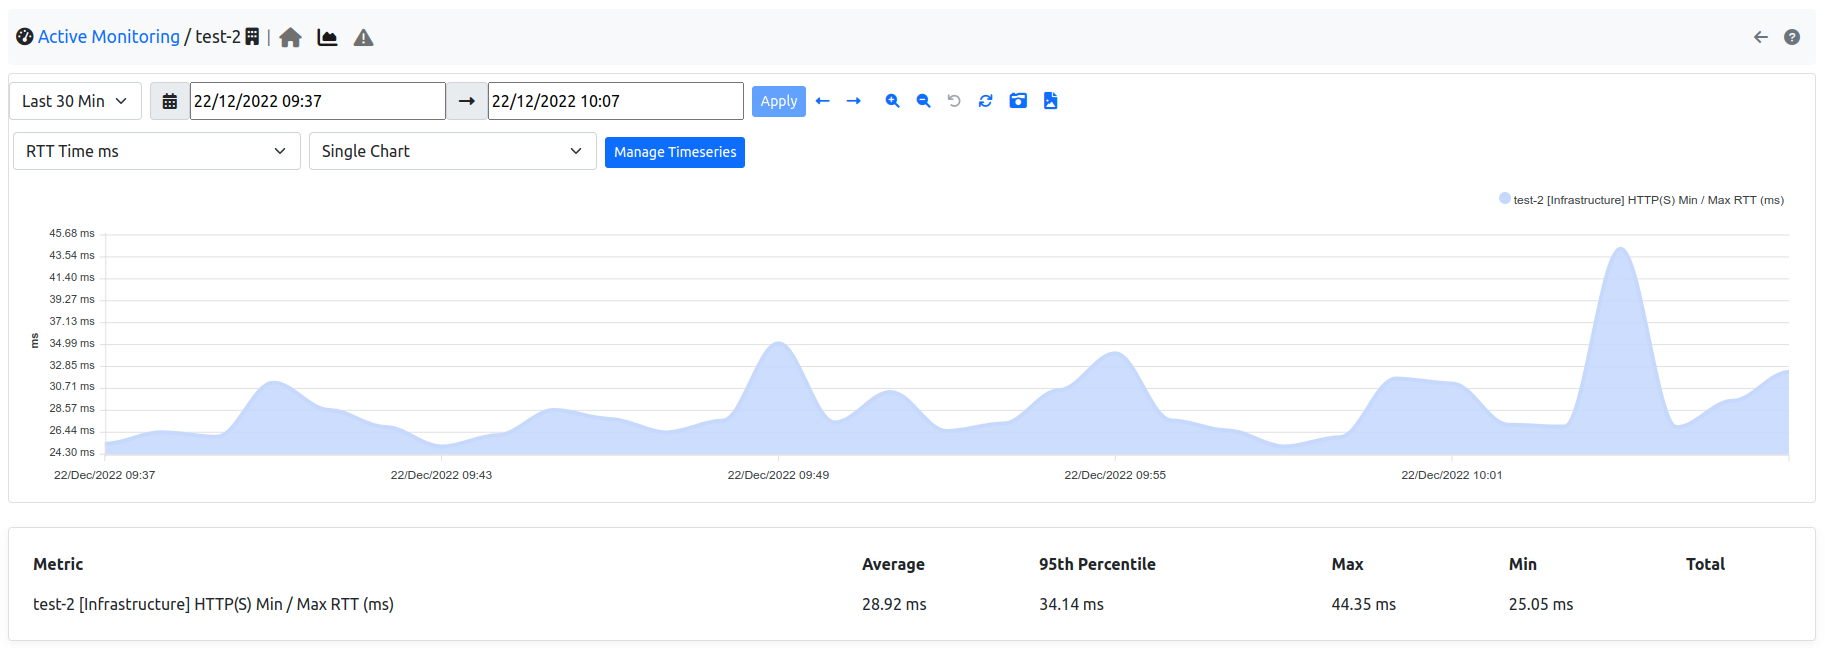 Active Monitoring / test-2 |
Last 30 Min 22/12/2022 09:37 22/12/2022 10:07 Apply
RTT Time ms Single Chart Manage Timeseries
test-2 [Infrastructure] HTTP(S) Min / Max RTT (ms)
45.68 ms
43.54 ms
41.40 ms
39.27 ms
37.13 ms
34.99 ms
32.85 ms
30.71 ms
28.57 ms
26.44 ms
24.30 ms
ms
22/Dec/2022 09:37 22/Dec/2022 09:43 22/Dec/2022 09:49 22/Dec/2022 09:55 22/Dec/2022 10:01
Metric Average 95th Percentile Max Min Total
test-2 [Infrastructure] HTTP(S) Min / Max RTT (ms) 28.92 ms 34.14 ms 44.35 ms 25.05 ms